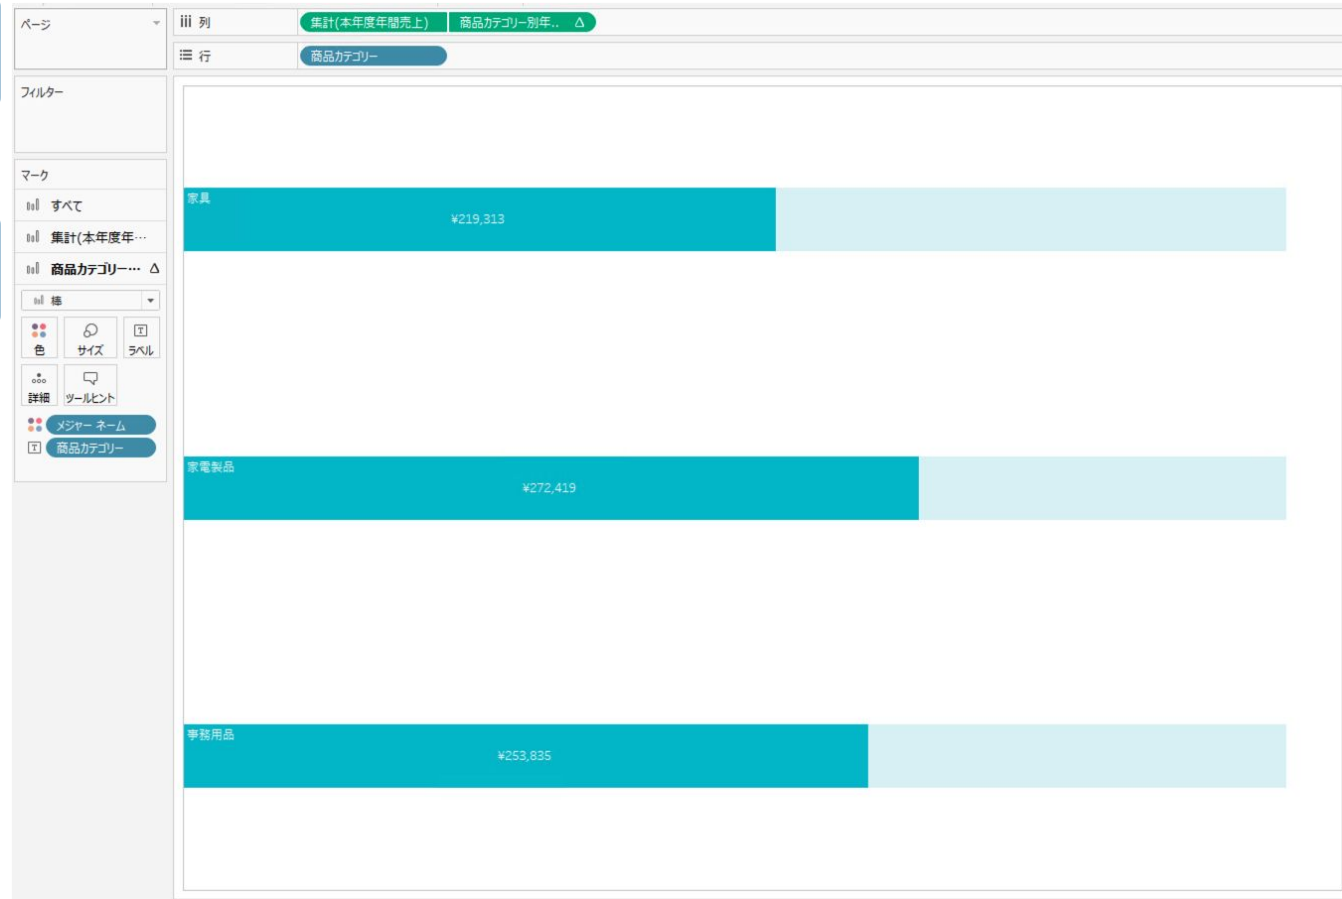 ページ
列
集計(本年度年間売上)
商品カテゴリー別年.. Δ
行
商品カテゴリー
フィルター
マーク
すべて
集計(本年度年…
商品カテゴリー… Δ
棒
色
サイズ
T
ラベル
詳細
ツールヒント
メジャー ネーム
T 商品カテゴリー
家具
¥219,313
家電製品
¥272,419
事務用品
¥253,835